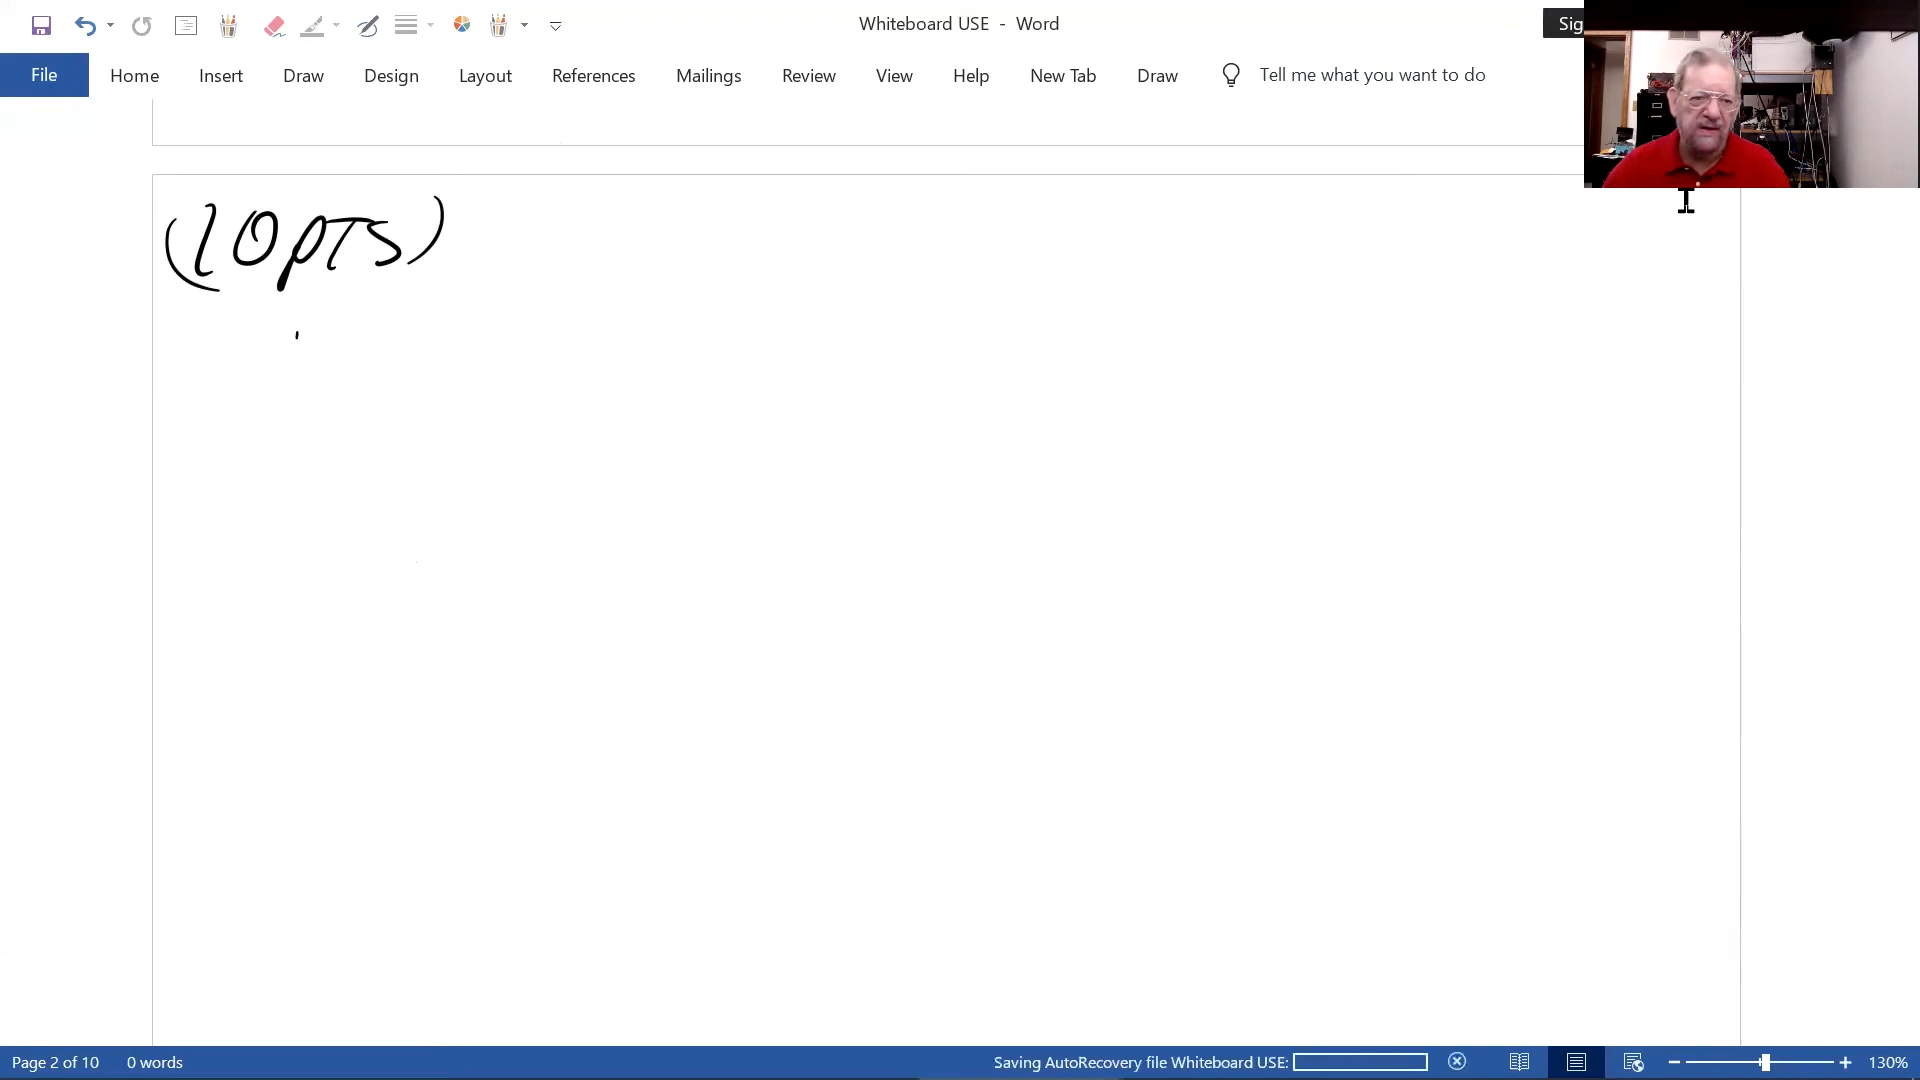 Whiteboard USE - Word
Sig
File Home Insert Draw Design Layout References Mailings Review View Help New Tab Draw Tell me what you want to do
(10PTS)
Page 2 of 10 0 words Saving AutoRecovery file Whiteboard USE: 130%